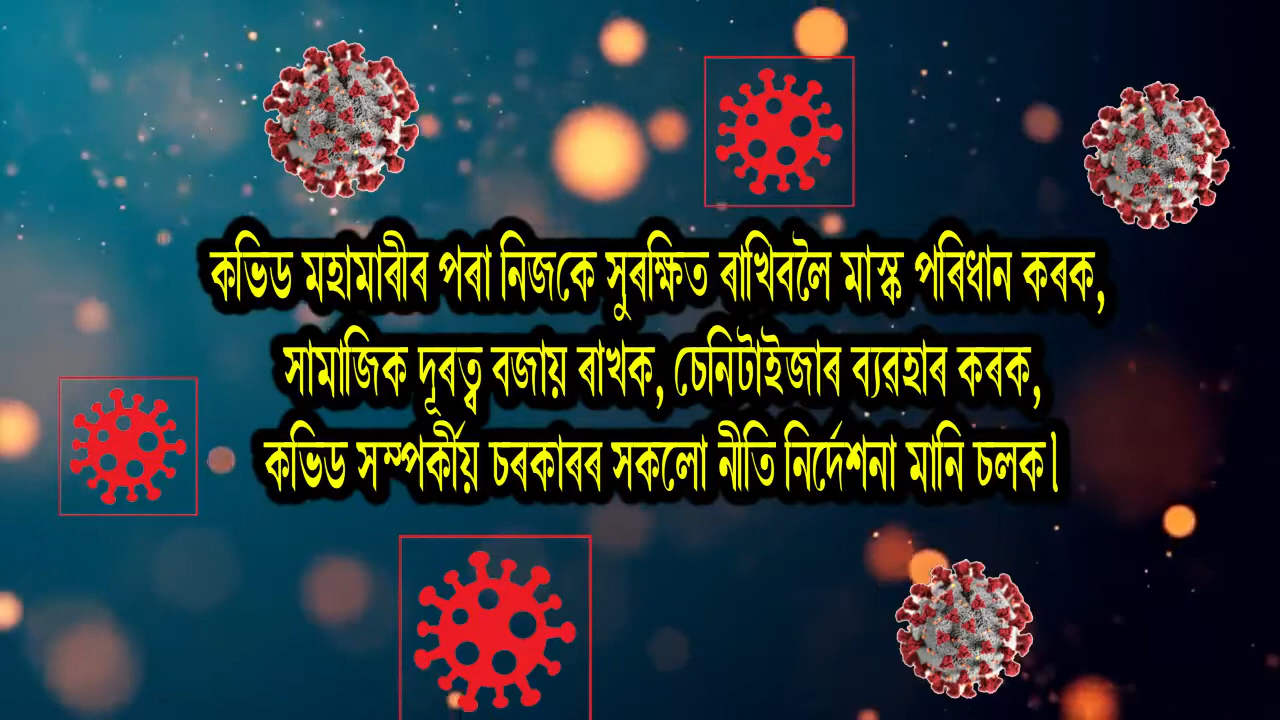 কভিড মহামাৰীৰ পৰা নিজকে সুৰক্ষিত ৰাখিবলৈ মাস্ক পৰিধান কৰক,
সামাজিক দূৰত্ব বজায় ৰাখক, চেনিটাইজাৰ ব্যৱহাৰ কৰক,
কভিড সম্পৰ্কীয় চৰকাৰৰ সকলো নীতি নিৰ্দেশনা মানি চলক।